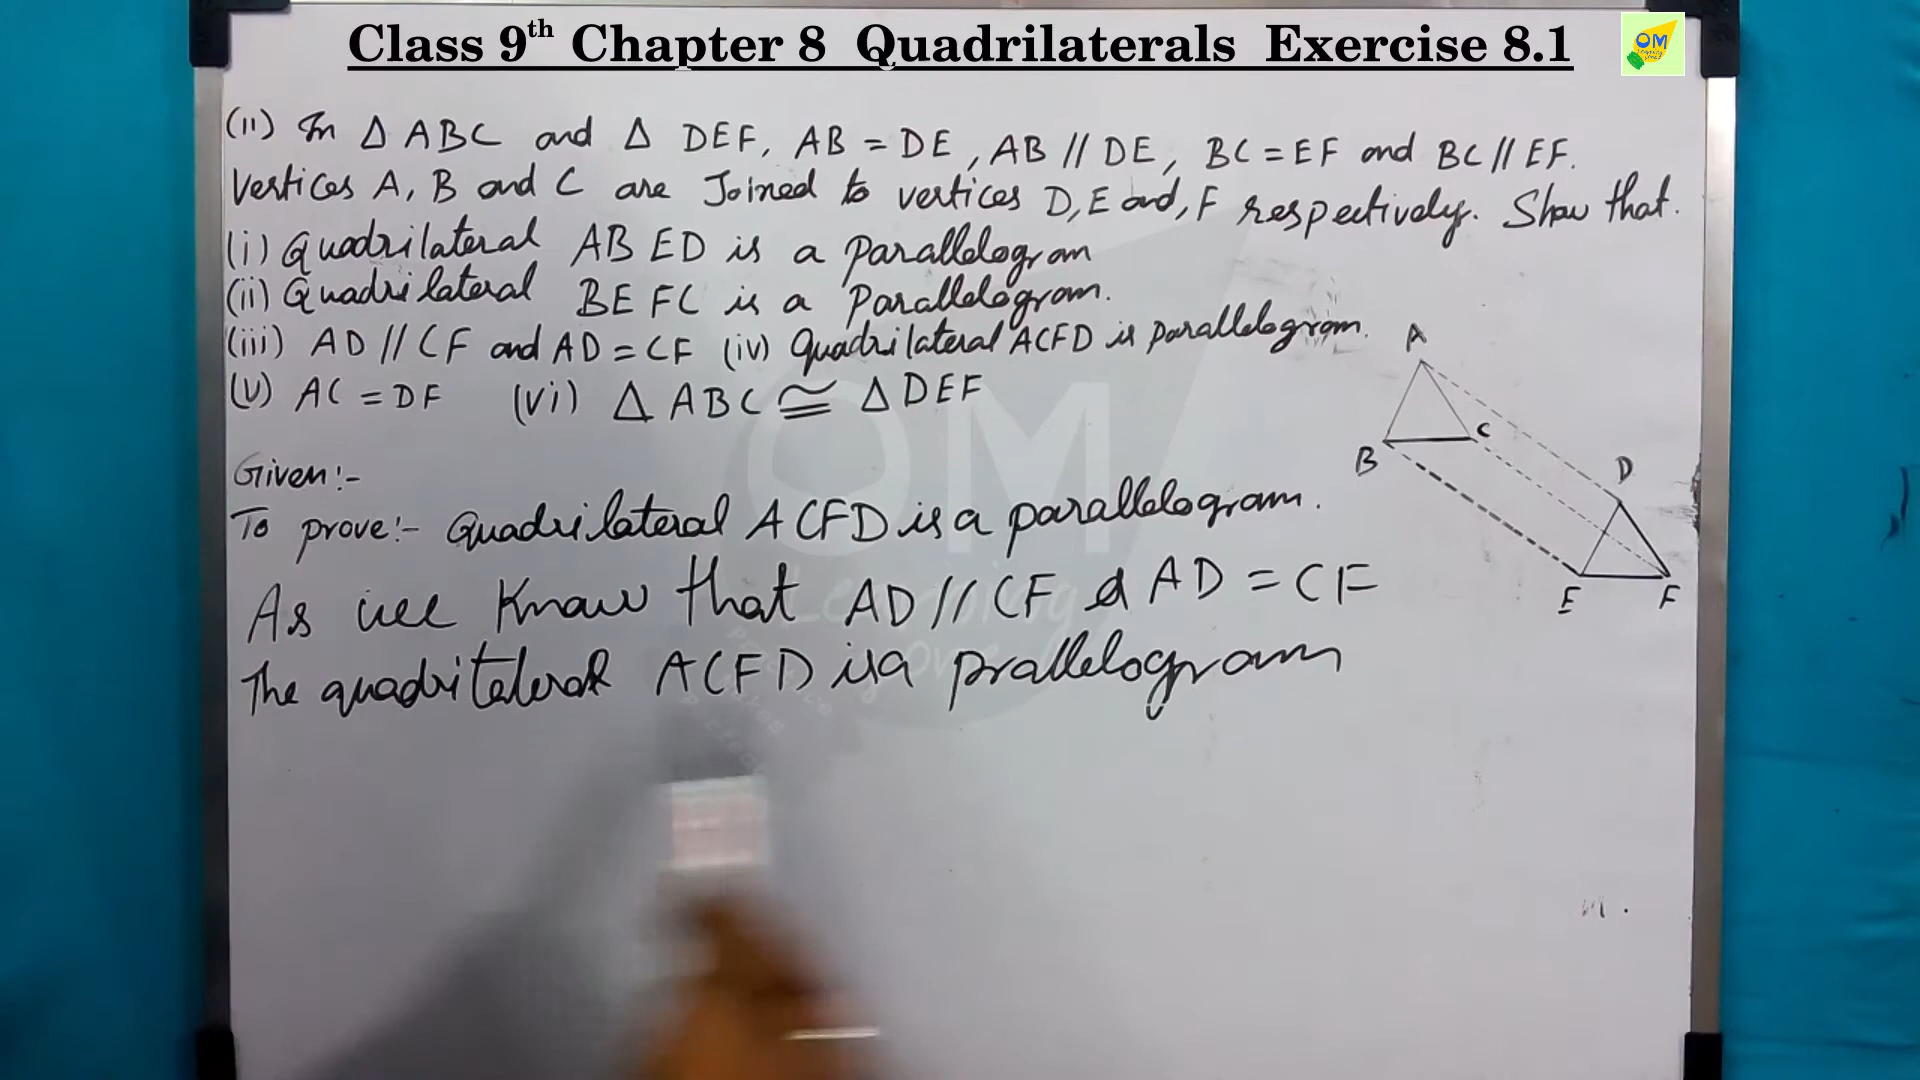 Class 9th Chapter 8 Quadrilaterals Exercise 8.1
OM
(11) In Δ ABC and Δ DEF, AB = DE, AB // DE, BC = EF and BC // EF.
Vertices A, B and C are Joined to vertices D, E and, F respectively. Show that.
(i) Quadrilateral ABED is a Parallelogram
(ii) Quadrilateral BEFC is a Parallelogram.
(iii) AD // CF and AD = CF (iv) Quadrilateral ACFD is parallelogram.
(v) AC = DF (vi) Δ ABC ≅ Δ DEF
A
B
C
D
E
F
Given:-
To prove:- Quadrilateral ACFD is a parallelogram.
As we Know that AD // CF & AD = CF
The quadriteleral ACFD is a prallelogram
OM
Learning